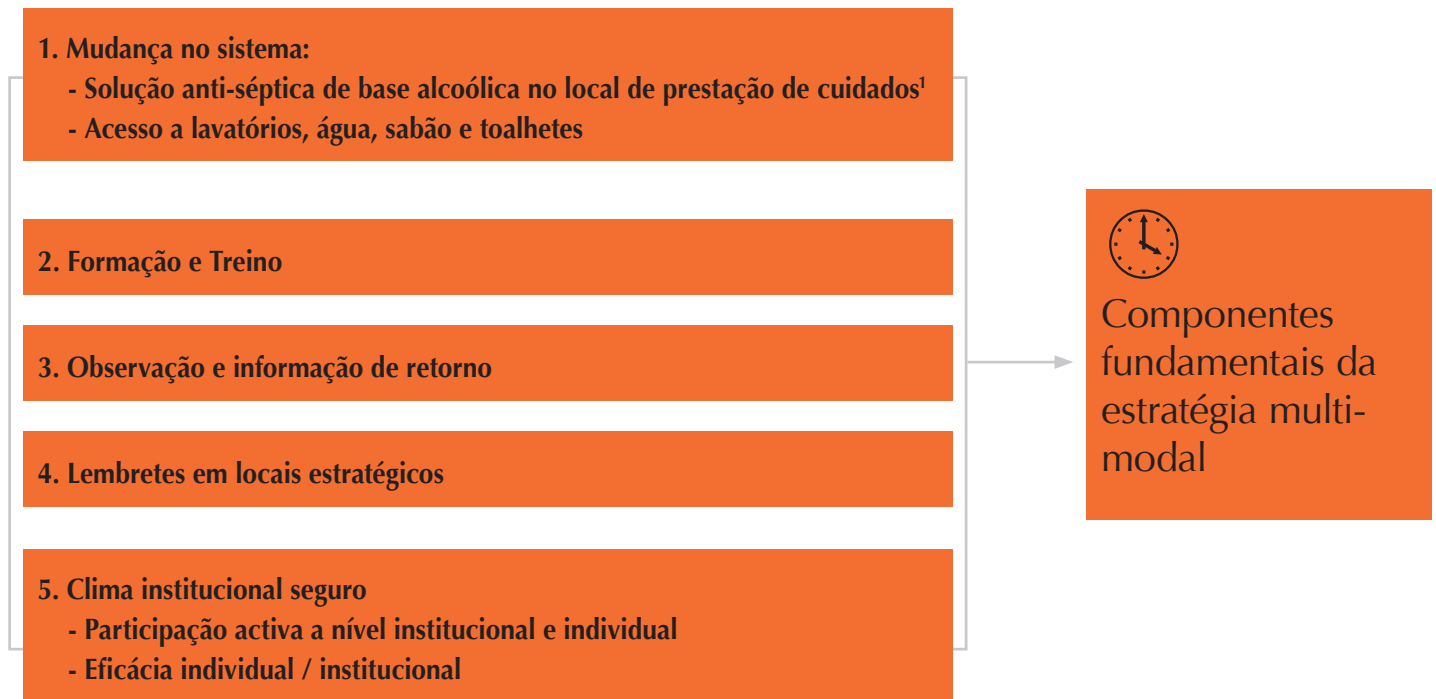 1. Mudança no sistema:
- Solução anti-séptica de base alcoólica no local de prestação de cuidados¹
- Acesso a lavatórios, água, sabão e toalhetes
2. Formação e Treino
3. Observação e informação de retorno
4. Lembretes em locais estratégicos
5. Clima institucional seguro
- Participação activa a nível institucional e individual
- Eficácia individual / institucional
Componentes
fundamentais da
estratégia multi-
modal